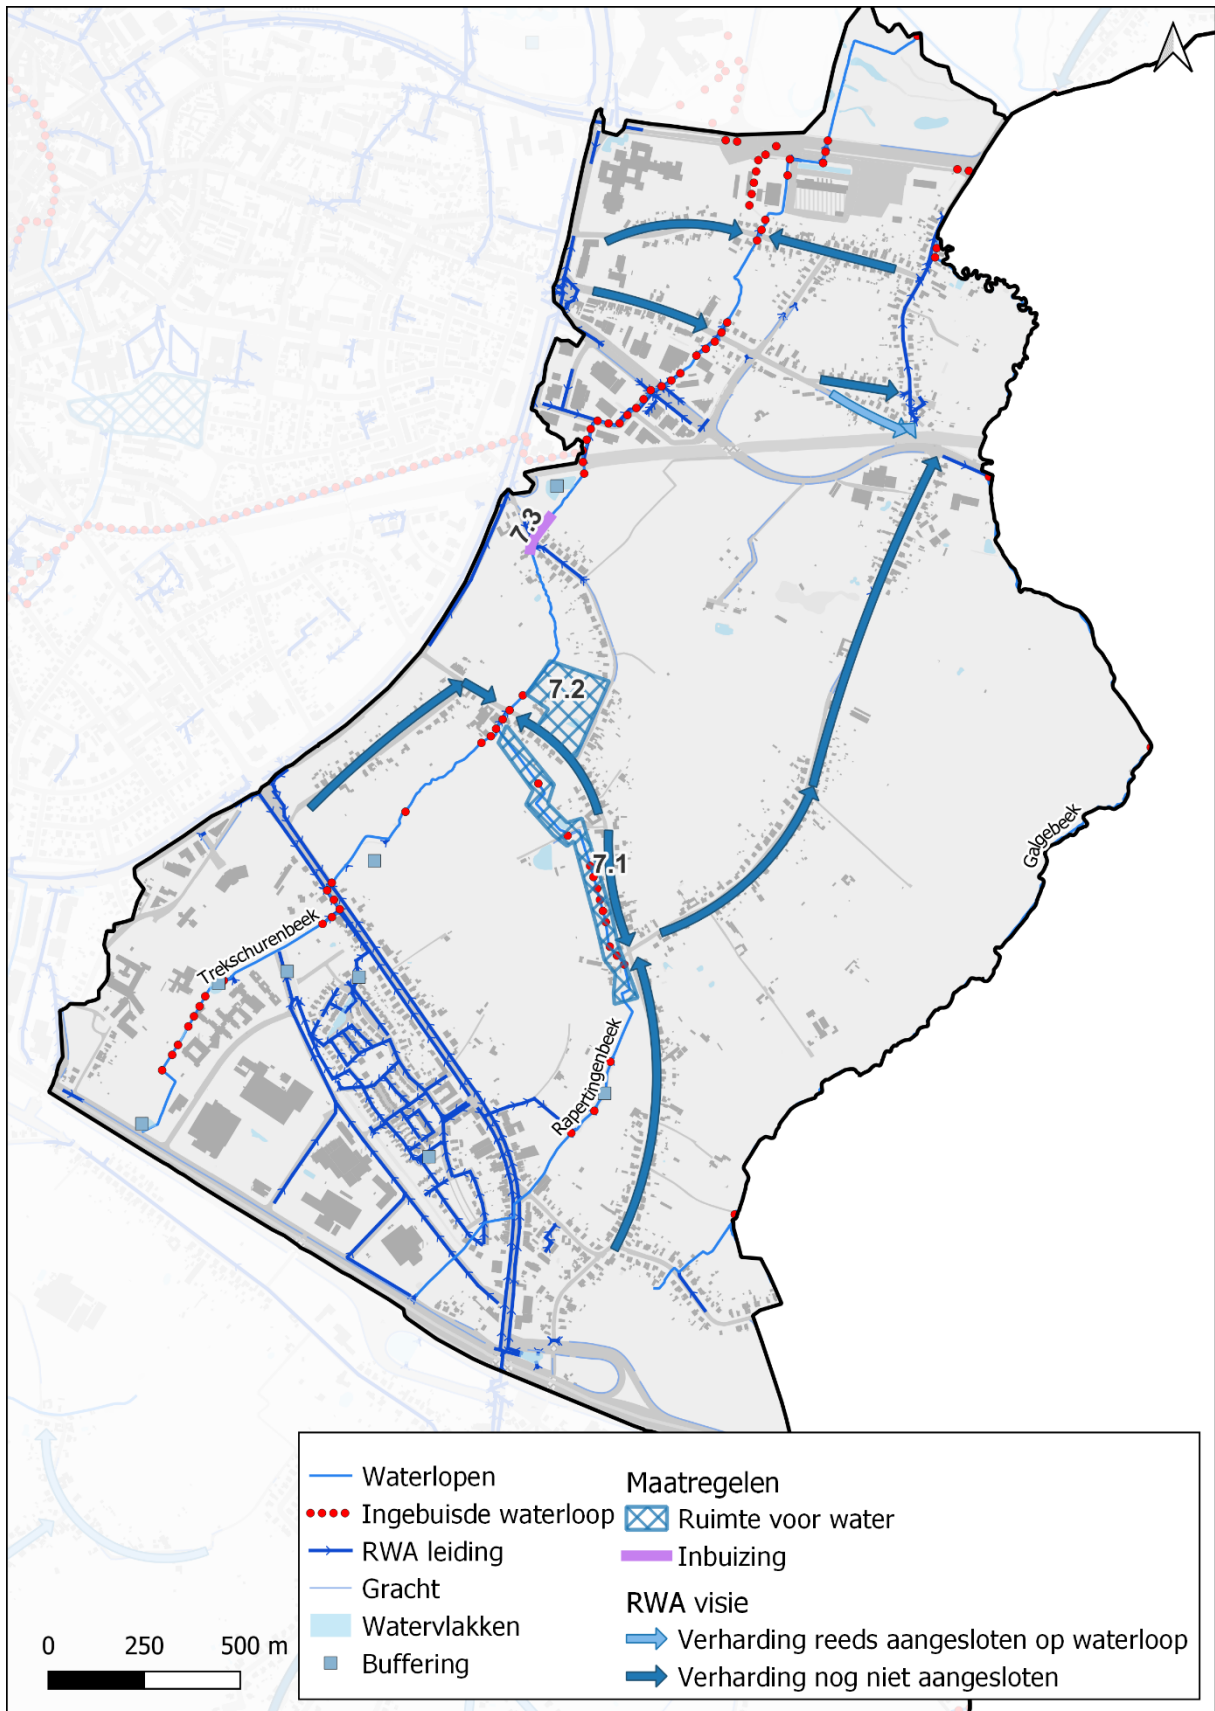 7.3
7.2
7.1
Galgebeek
Trekschurenbeek
Rapertingenbeek
Waterlopen
Ingebuisde waterloop
RWA leiding
Gracht
Watervlakken
Buffering
Maatregelen
Ruimte voor water
Inbuizing
RWA visie
Verharding reeds aangesloten op waterloop
Verharding nog niet aangesloten
0 250 500 m